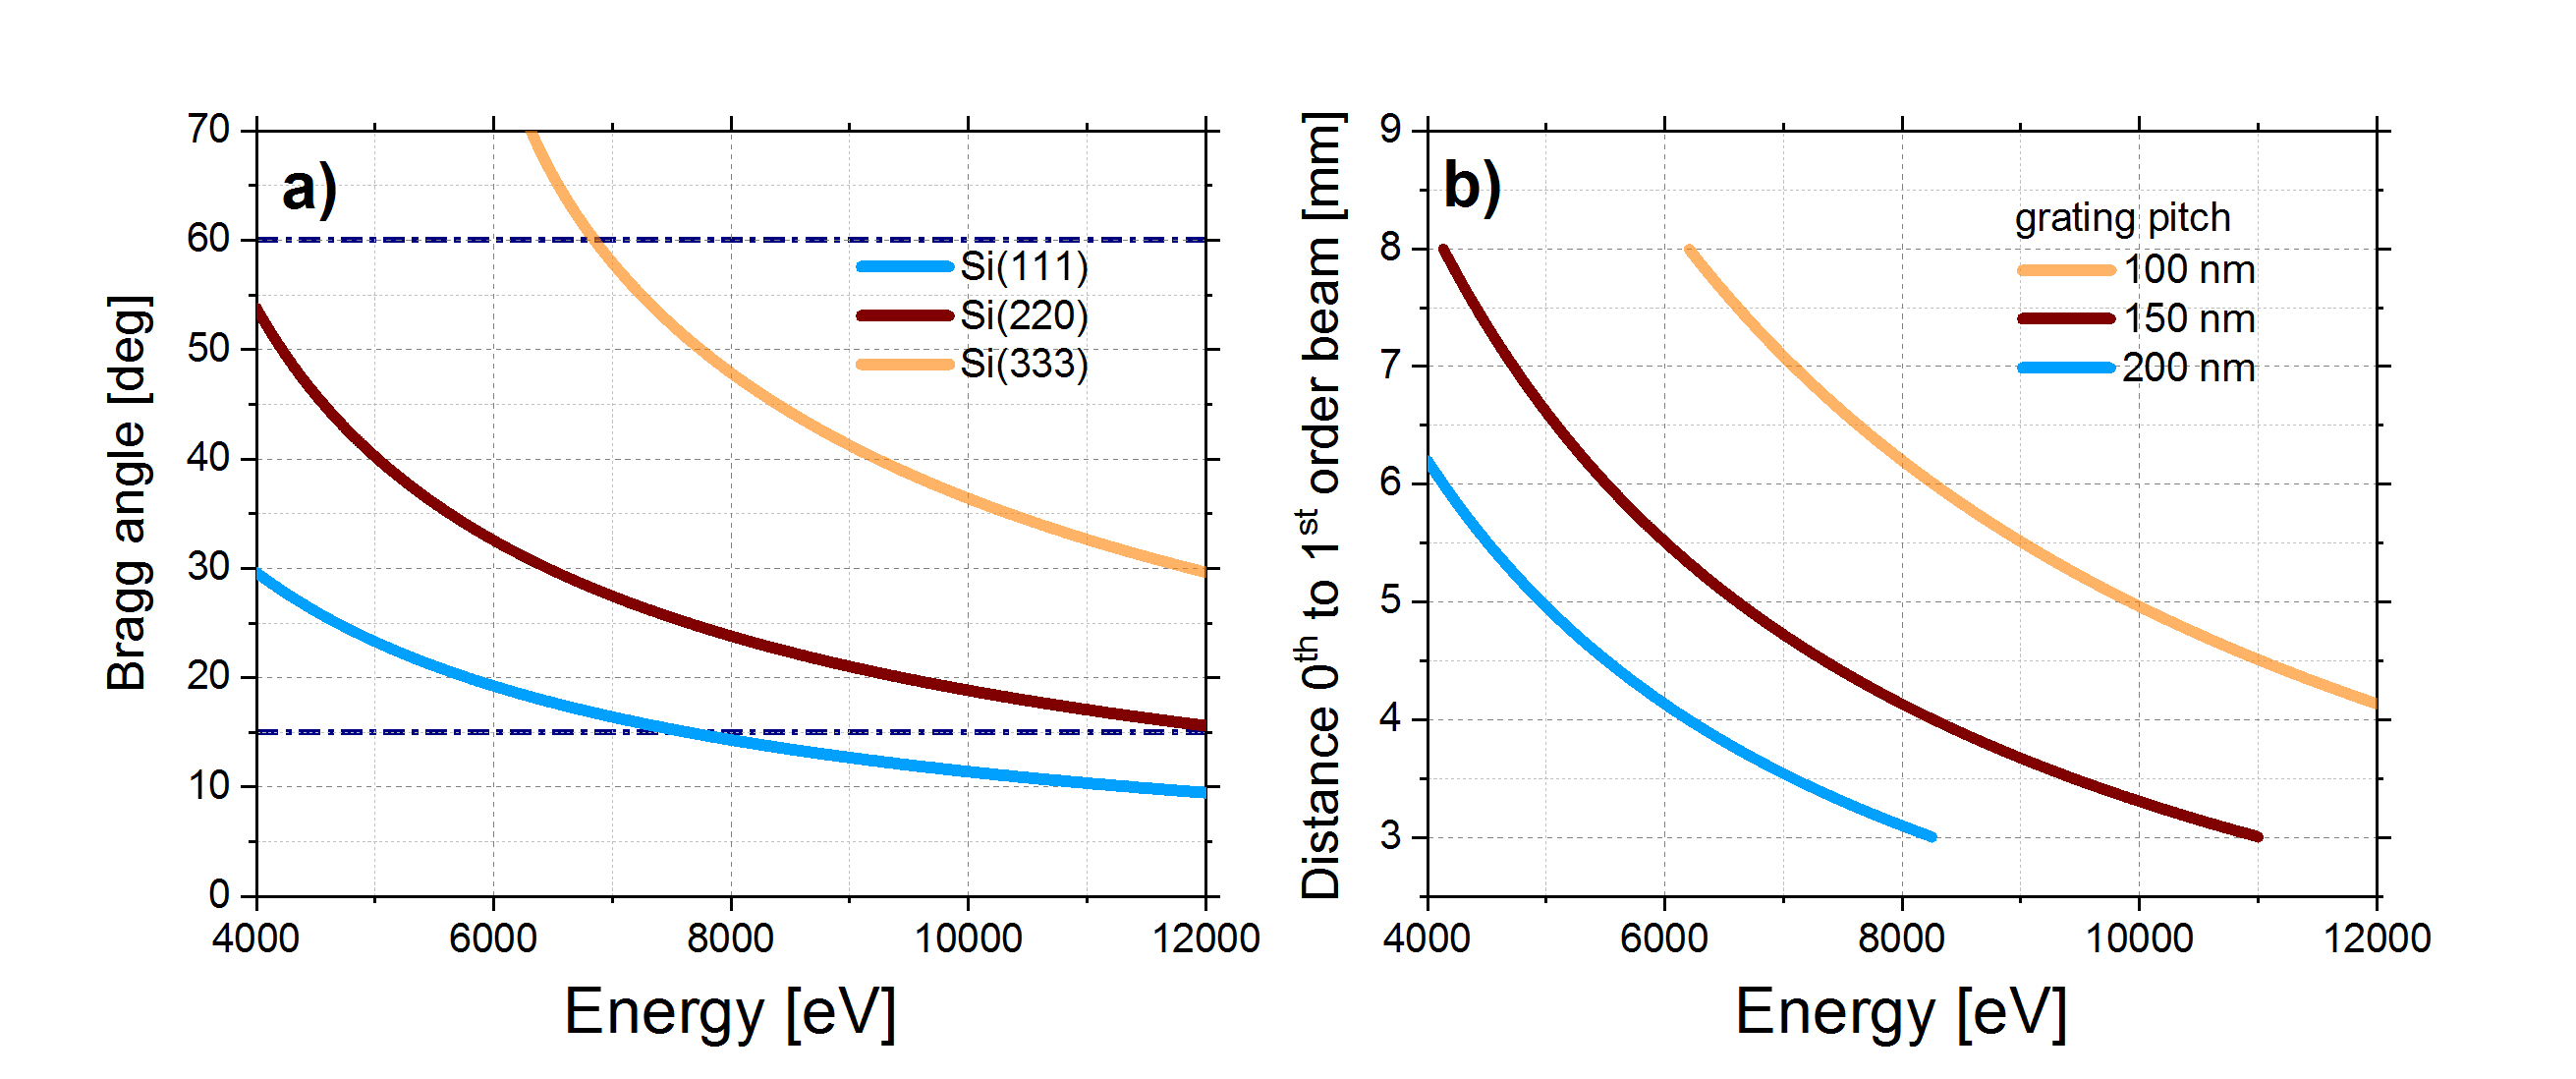 a)
Bragg angle [deg]
70
60
50
40
30
20
10
0
Si(111)
Si(220)
Si(333)
4000 6000 8000 10000 12000
Energy [eV]
b)
Distance 0th to 1st order beam [mm]
9
8
7
6
5
4
3
grating pitch
100 nm
150 nm
200 nm
4000 6000 8000 10000 12000
Energy [eV]